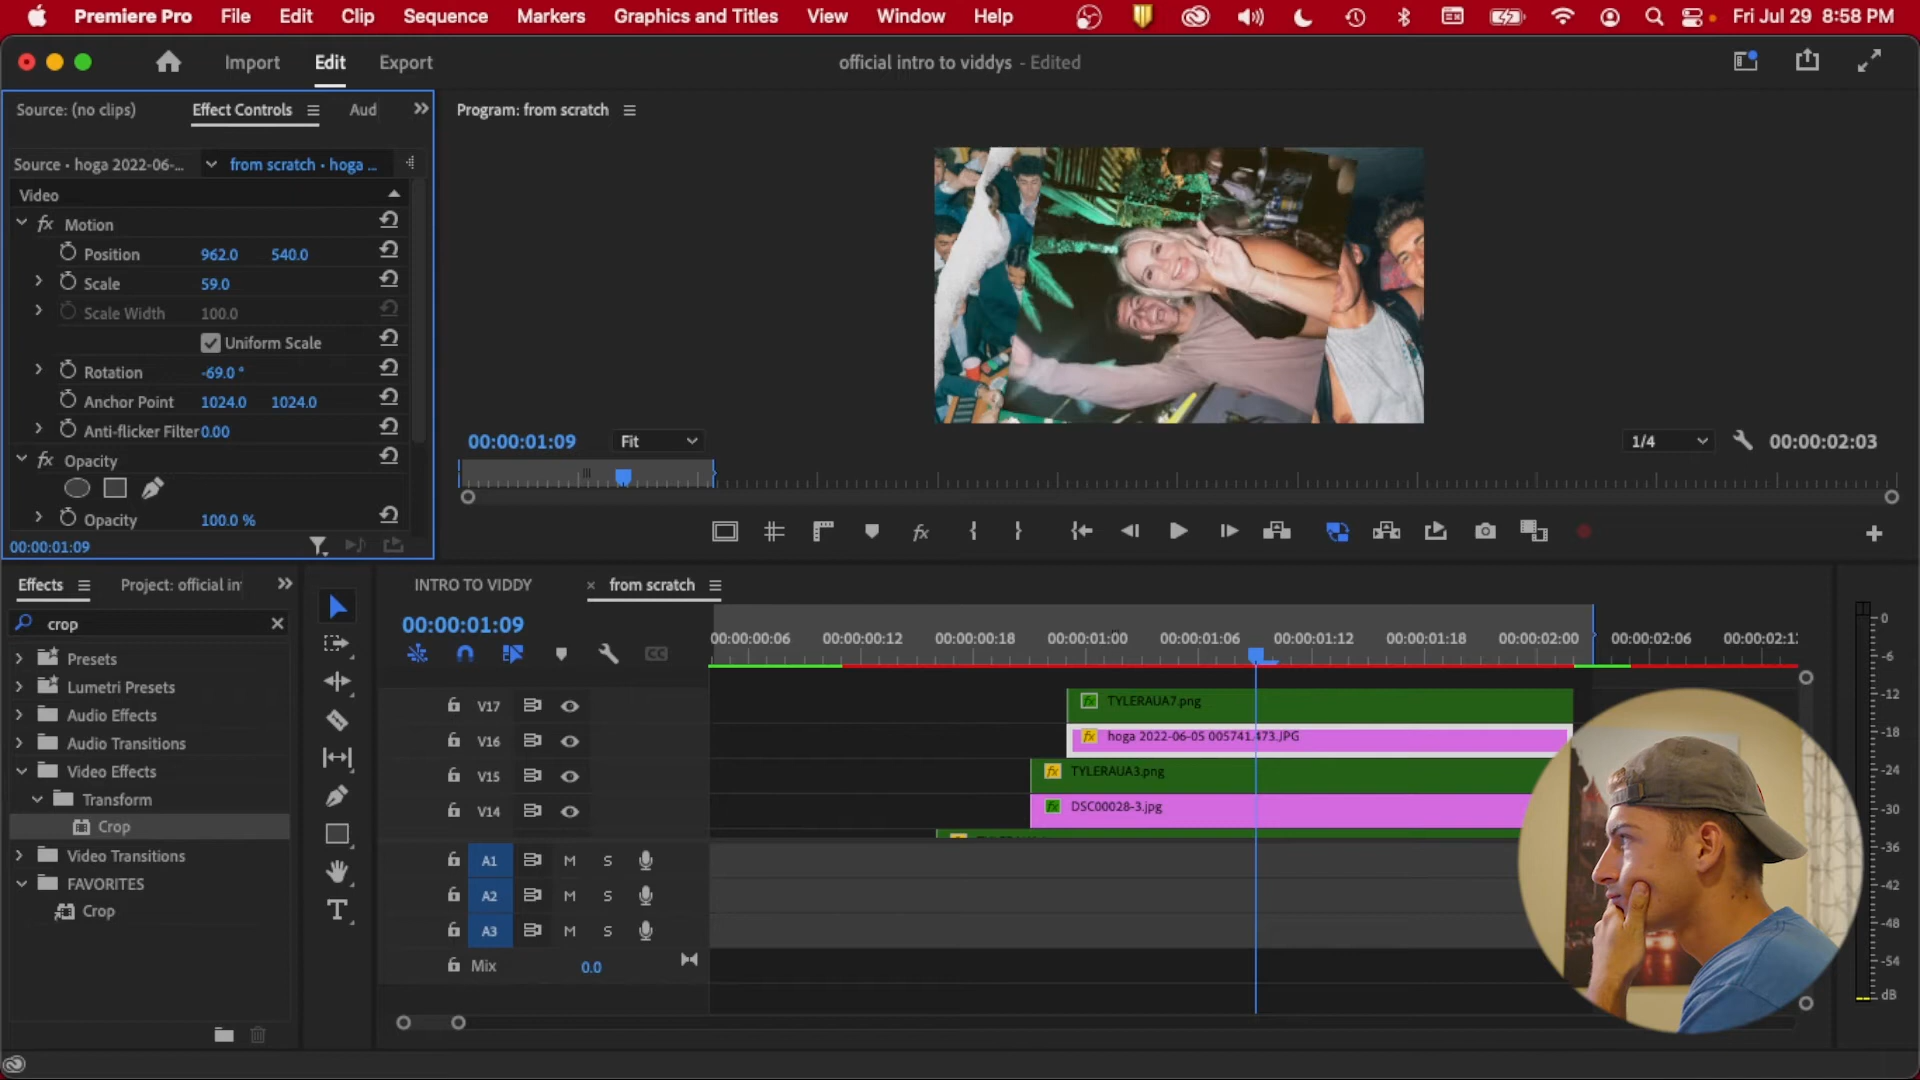 Premiere Pro File Edit Clip Sequence Markers Graphics and Titles View Window Help Fri Jul 29 8:58 PM
Import Edit Export official intro to viddys - Edited
Source: (no clips) Effect Controls Aud Program: from scratch
Source • hoga 2022-06-... from scratch • hoga ...
Video
fx Motion
Position 962.0 540.0
Scale 59.0
Scale Width 100.0
Uniform Scale
Rotation -69.0 °
Anchor Point 1024.0 1024.0
Anti-flicker Filter 0.00
fx Opacity
Opacity 100.0 %
00:00:01:09
00:00:01:09 Fit 1/4 00:00:02:03
fx
Effects Project: official in
crop
Presets
Lumetri Presets
Audio Effects
Audio Transitions
Video Effects
Transform
Crop
Video Transitions
FAVORITES
Crop
T
INTRO TO VIDDY × from scratch
00:00:01:09
CC
00:00:00:06 00:00:00:12 00:00:00:18 00:00:01:00 00:00:01:06 00:00:01:12 00:00:01:18 00:00:02:00 00:00:02:06
V17 fx TYLERAUA7.png
V16 fx hoga 2022-06-05 005741.473.JPG
V15 fx TYLERAUA3.png
V14 fx DSC00028-3.jpg
A1 M S
A2 M S
A3 M S
Mix 0.0
0
-6
-12
-18
-24
-30
-36
-42
-48
-54
dB